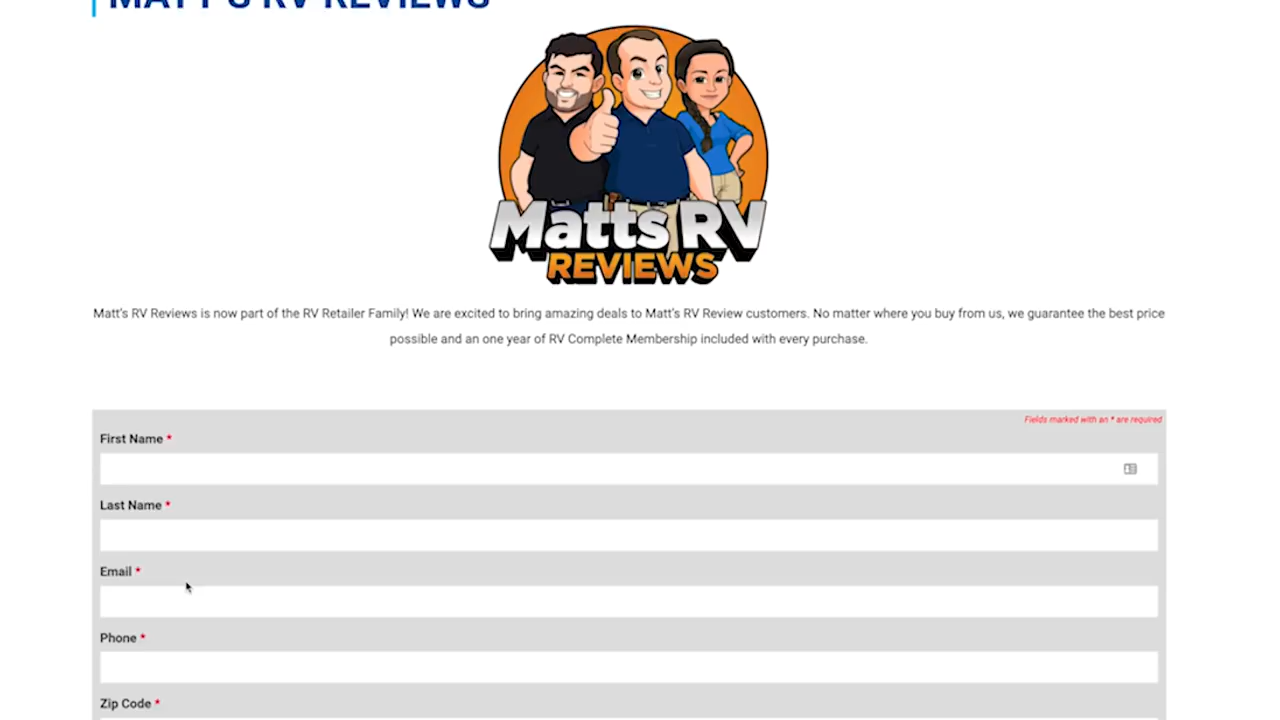 MATT'S RV REVIEWS
Matts RV
REVIEWS
Matt's RV Reviews is now part of the RV Retailer Family! We are excited to bring amazing deals to Matt's RV Review customers. No matter where you buy from us, we guarantee the best price
possible and an one year of RV Complete Membership included with every purchase.
Fields marked with an * are required
First Name *
Last Name *
Email *
Phone *
Zip Code *